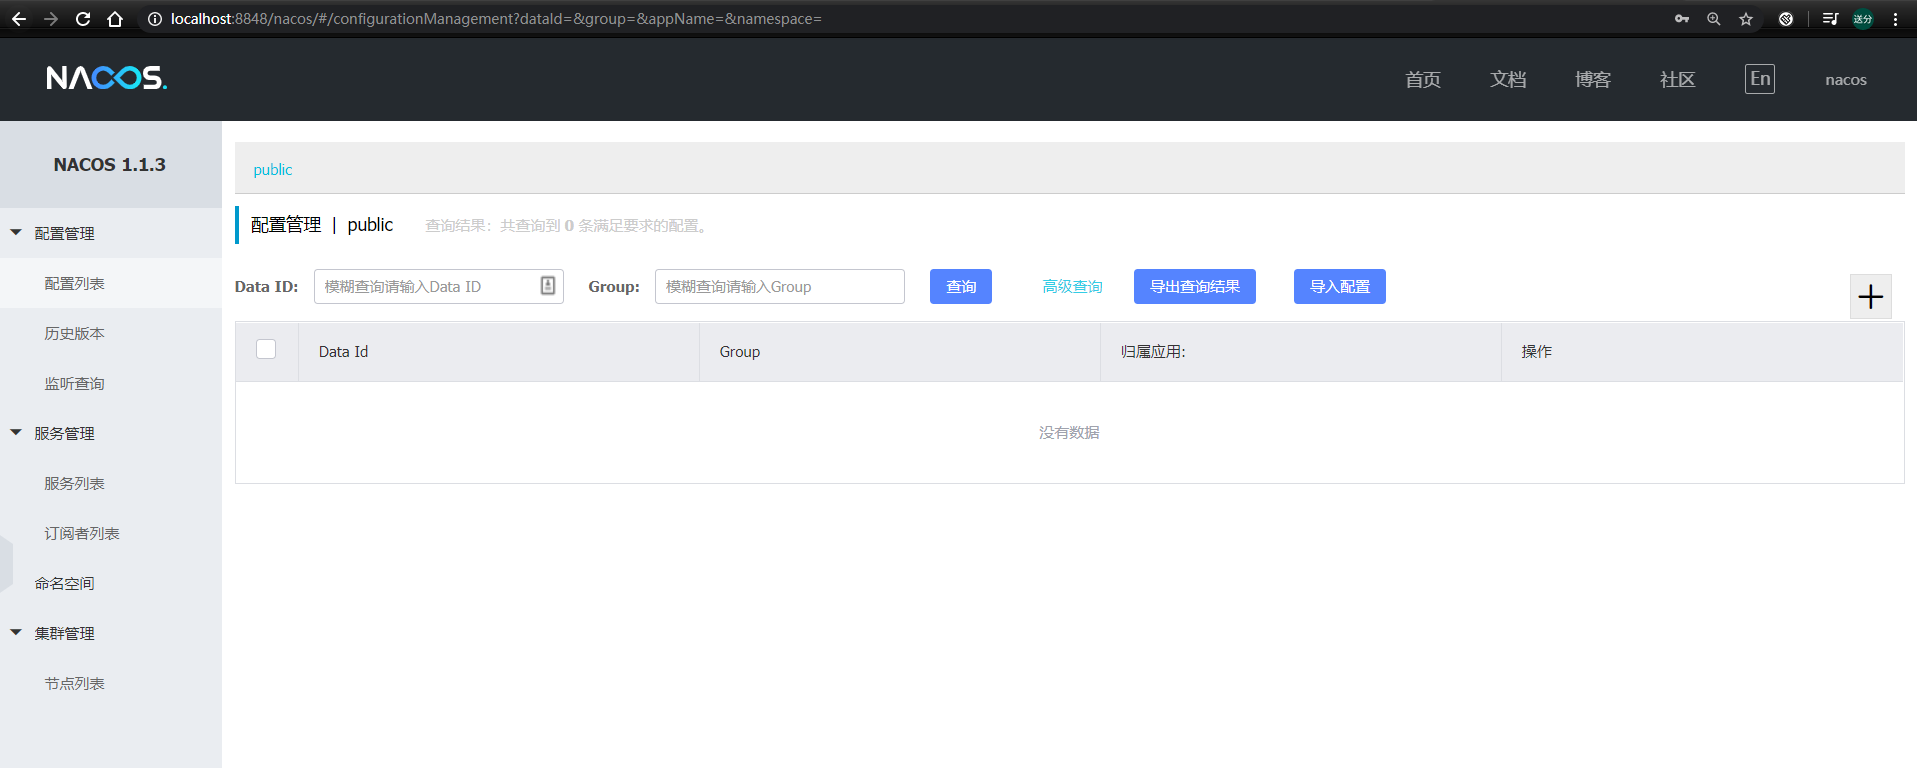 localhost:8848/nacos/#/configurationManagement?dataId=&group=&appName=&namespace=
送分
NACOS.
首页 文档 博客 社区 En nacos
NACOS 1.1.3
public
配置管理 | public 查询结果：共查询到 0 条满足要求的配置。
配置管理
配置列表
历史版本
监听查询
服务管理
服务列表
订阅者列表
命名空间
集群管理
节点列表
Data ID: 模糊查询请输入Data ID Group: 模糊查询请输入Group 查询 高级查询 导出查询结果 导入配置
Data Id Group 归属应用: 操作
没有数据